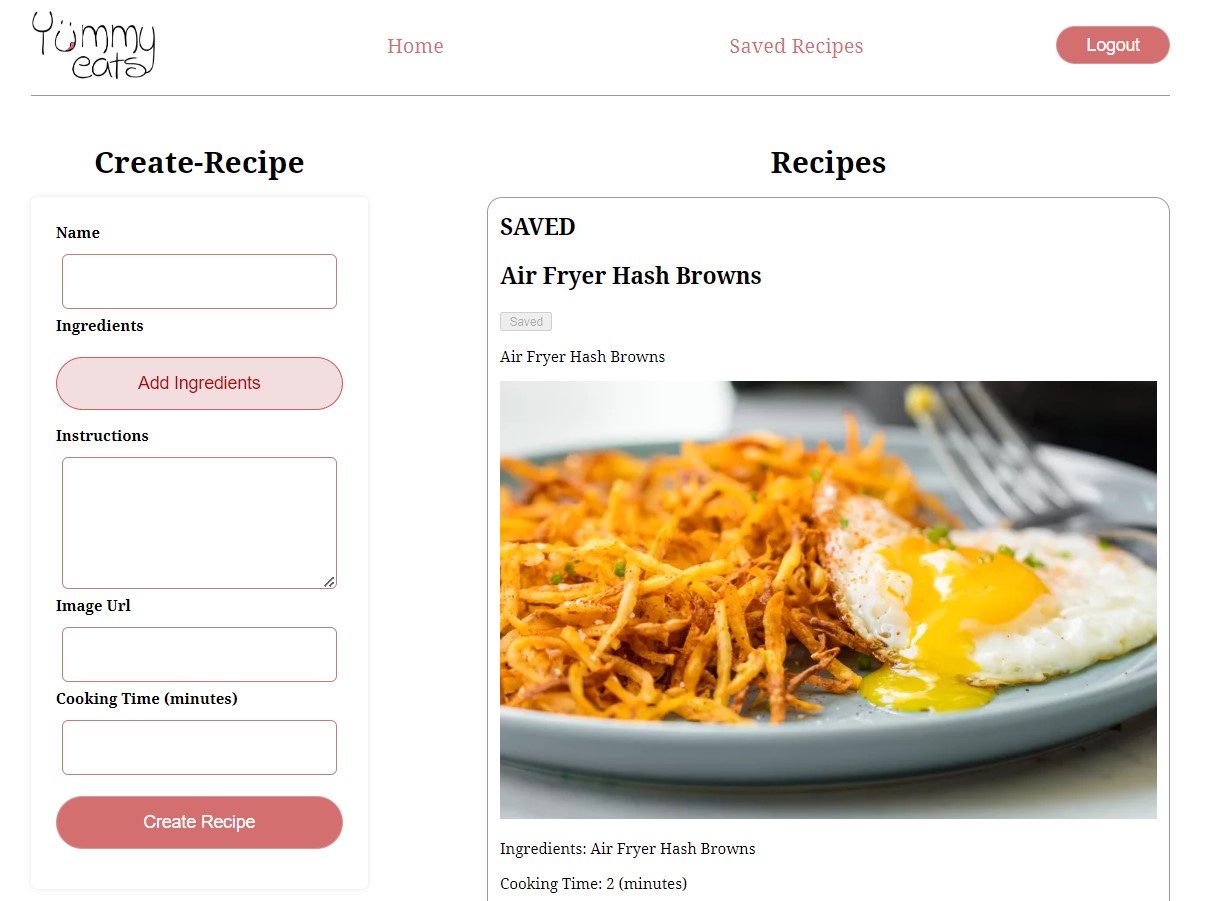 Yummy
eats
Home
Saved Recipes
Logout
Create-Recipe
Name
Ingredients
Add Ingredients
Instructions
Image Url
Cooking Time (minutes)
Create Recipe
Recipes
SAVED
Air Fryer Hash Browns
Saved
Air Fryer Hash Browns
Ingredients: Air Fryer Hash Browns
Cooking Time: 2 (minutes)